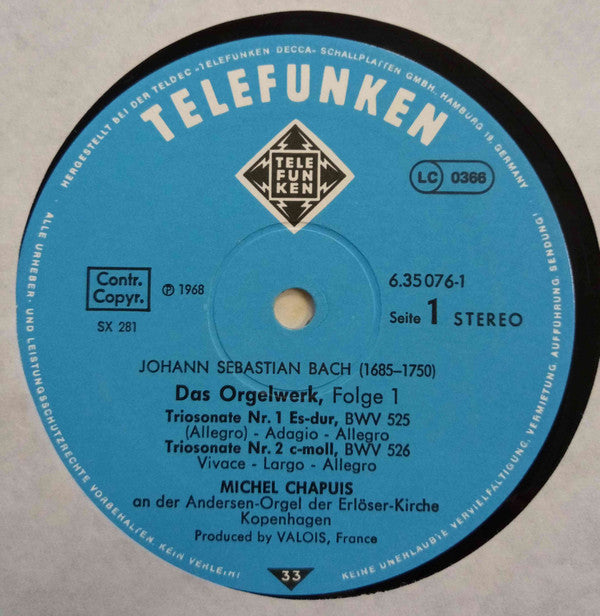 HERGESTELLT BEI DER TELDEC »TELEFUNKEN DECCA« SCHALLPLATTEN GMBH, HAMBURG 19, GERMANY
TELEFUNKEN
TELE
FUN
KEN
LC 0366
Contr.
Copyr.
℗ 1968
SX 281
6.35076-1
Seite 1 STEREO
JOHANN SEBASTIAN BACH (1685-1750)
Das Orgelwerk, Folge 1
Triosonate Nr. 1 Es-dur, BWV 525
(Allegro) - Adagio - Allegro
Triosonate Nr. 2 c-moll, BWV 526
Vivace - Largo - Allegro
MICHEL CHAPUIS
an der Andersen-Orgel der Erlöser-Kirche
Kopenhagen
Produced by VALOIS, France
33
ALLE URHEBER- UND LEISTUNGSSCHUTZRECHTE VORBEHALTEN KEIN VERLEIH!
KEINE UNERLAUBTE VERVIELFÄLTIGUNG, VERMIETUNG, AUFFÜHRUNG, SENDUNG!